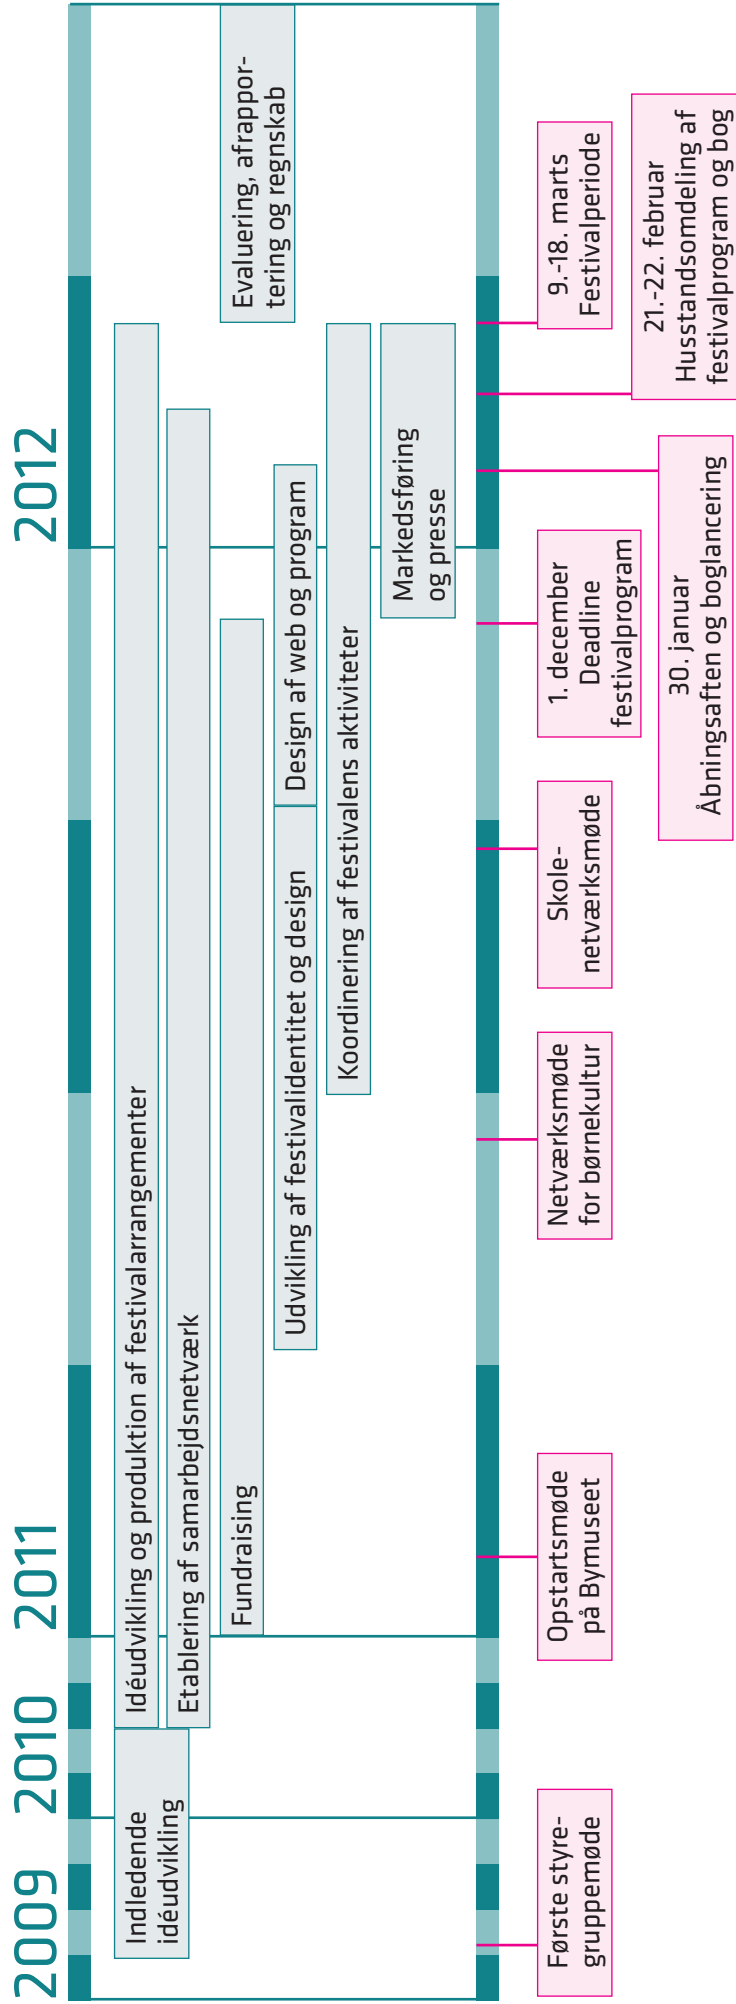 2009
2010
2011
2012
Indledende
idéudvikling
Idéudvikling og produktion af festivalarrangementer
Etablering af samarbejdsnetværk
Fundraising
Evaluering, afrappor-
tering og regnskab
Udvikling af festivalidentitet og design
Design af web og program
Koordinering af festivalens aktiviteter
Markedsføring
og presse
Første styre-
gruppemøde
Opstartsmøde
på Bymuseet
Netværksmøde
for børnekultur
Skole-
netværksmøde
1. december
Deadline
festivalprogram
9.-18. marts
Festivalperiode
30. januar
Åbningsaften og boglancering
21.-22. februar
Husstandsomdeling af
festivalprogram og bog